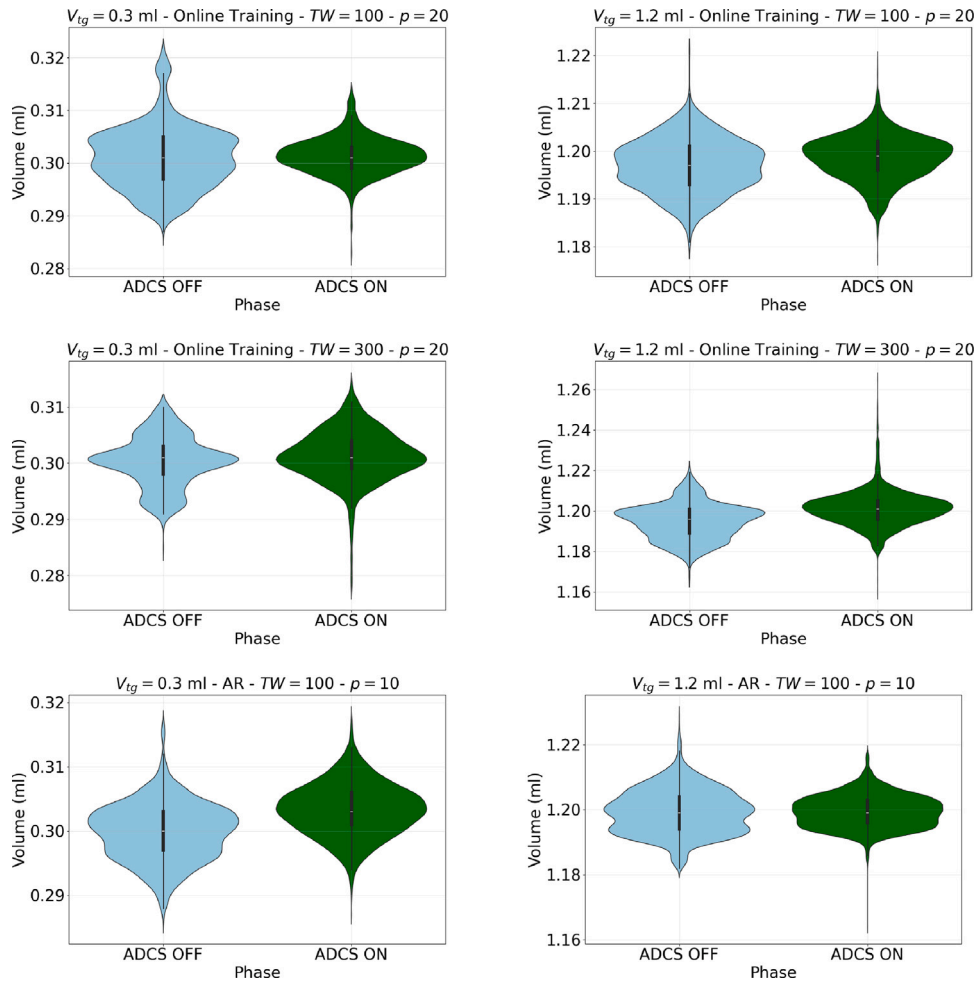 V_tg = 0.3 ml - Online Training - TW = 100 - p = 20
0.32
0.31
0.30
0.29
0.28
Volume (ml)
ADCS OFF ADCS ON
Phase
V_tg = 1.2 ml - Online Training - TW = 100 - p = 20
1.22
1.21
1.20
1.19
1.18
Volume (ml)
ADCS OFF ADCS ON
Phase
V_tg = 0.3 ml - Online Training - TW = 300 - p = 20
0.31
0.30
0.29
0.28
Volume (ml)
ADCS OFF ADCS ON
Phase
V_tg = 1.2 ml - Online Training - TW = 300 - p = 20
1.26
1.24
1.22
1.20
1.18
1.16
Volume (ml)
ADCS OFF ADCS ON
Phase
V_tg = 0.3 ml - AR - TW = 100 - p = 10
0.32
0.31
0.30
0.29
Volume (ml)
ADCS OFF ADCS ON
Phase
V_tg = 1.2 ml - AR - TW = 100 - p = 10
1.22
1.20
1.18
1.16
Volume (ml)
ADCS OFF ADCS ON
Phase